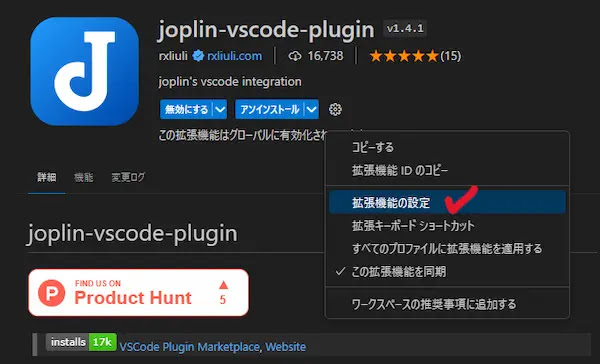 J
joplin-vscode-plugin v1.4.1
rxliuli rxliuli.com 16,738 (15)
joplin's vscode integration
無効にする アンインストール
この拡張機能はグローバルに有効化され
コピーする
拡張機能 ID のコピー
拡張機能の設定
拡張キーボード ショートカット
すべてのプロファイルに拡張機能を適用する
この拡張機能を同期
ワークスペースの推奨事項に追加する
詳細 機能 変更ログ
joplin-vscode-plugin
P FIND US ON
Product Hunt
5
installs 17k VSCode Plugin Marketplace, Website